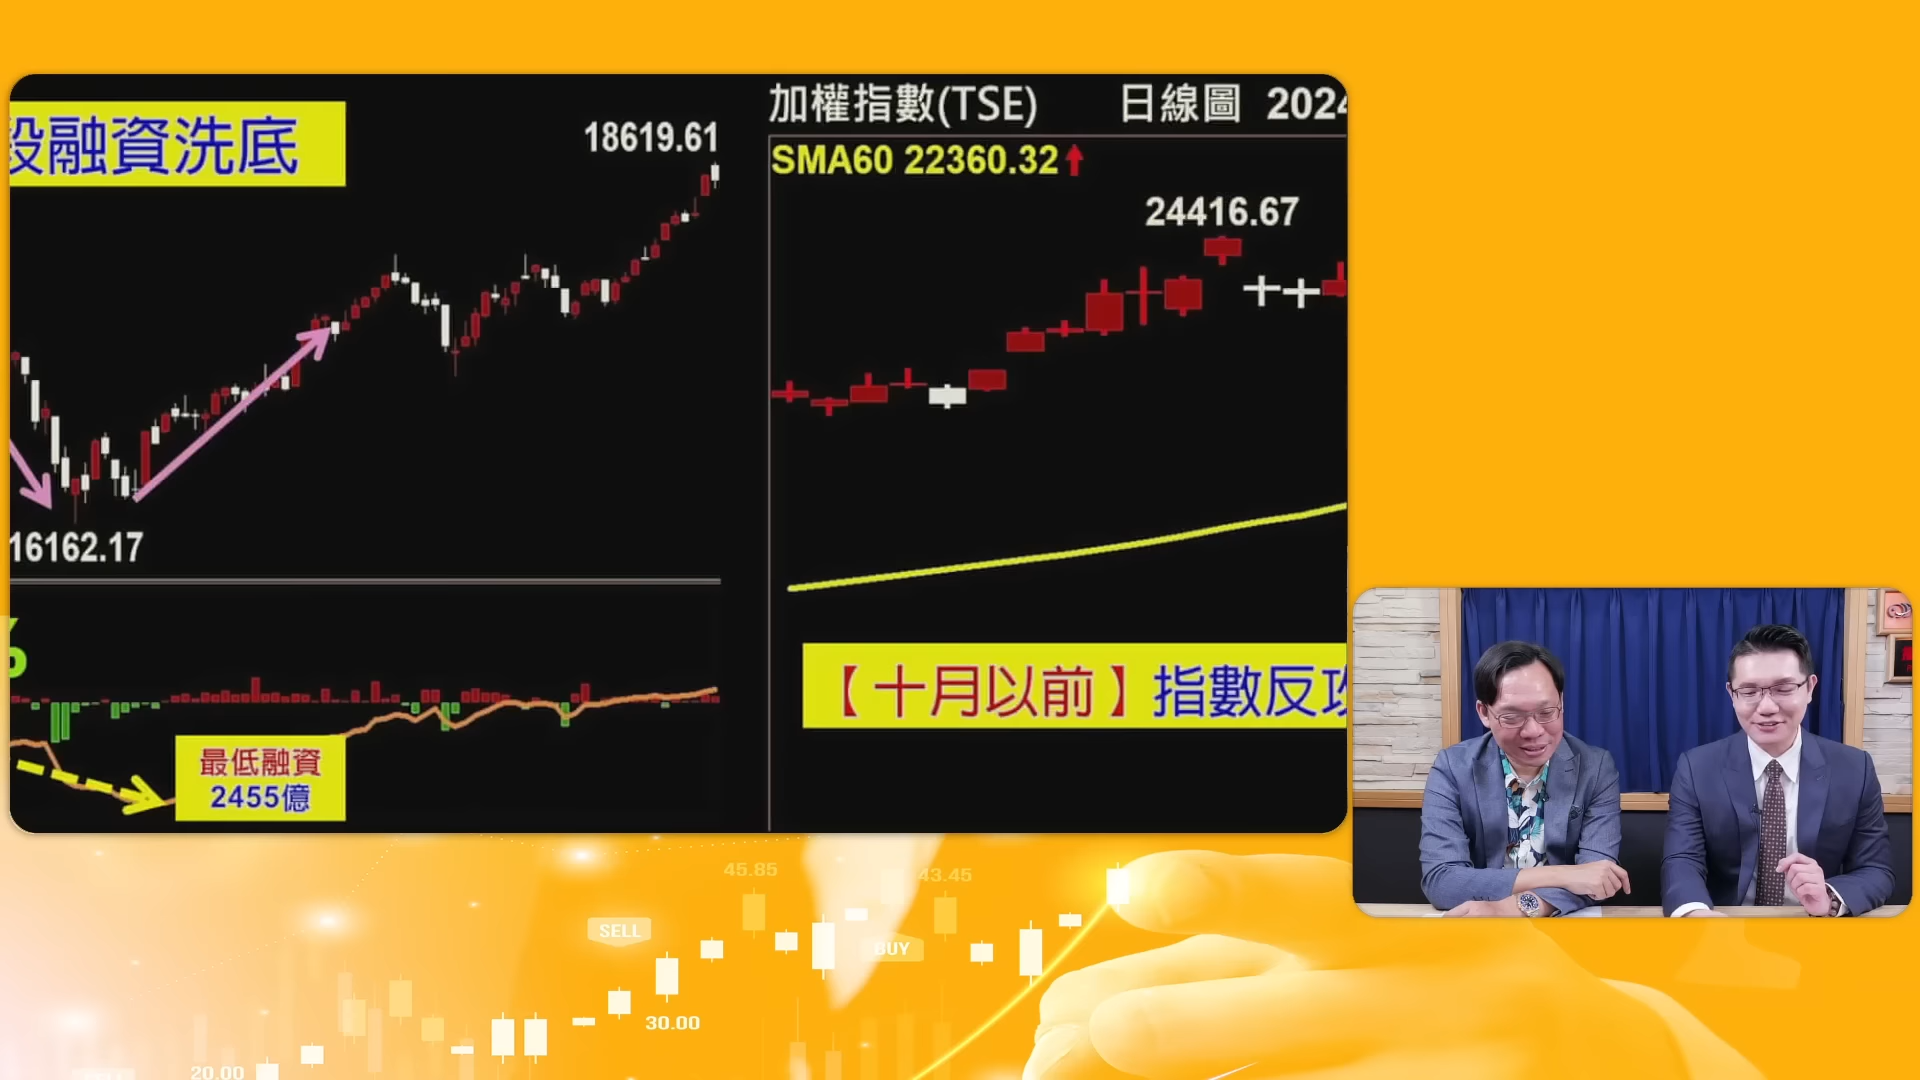 融資洗底
18619.61
16162.17
最低融資
2455億
加權指數(TSE) 日線圖 2024
SMA60 22360.32
24416.67
【十月以前】指數反攻
45.85
43.45
SELL
BUY
30.00
20.00